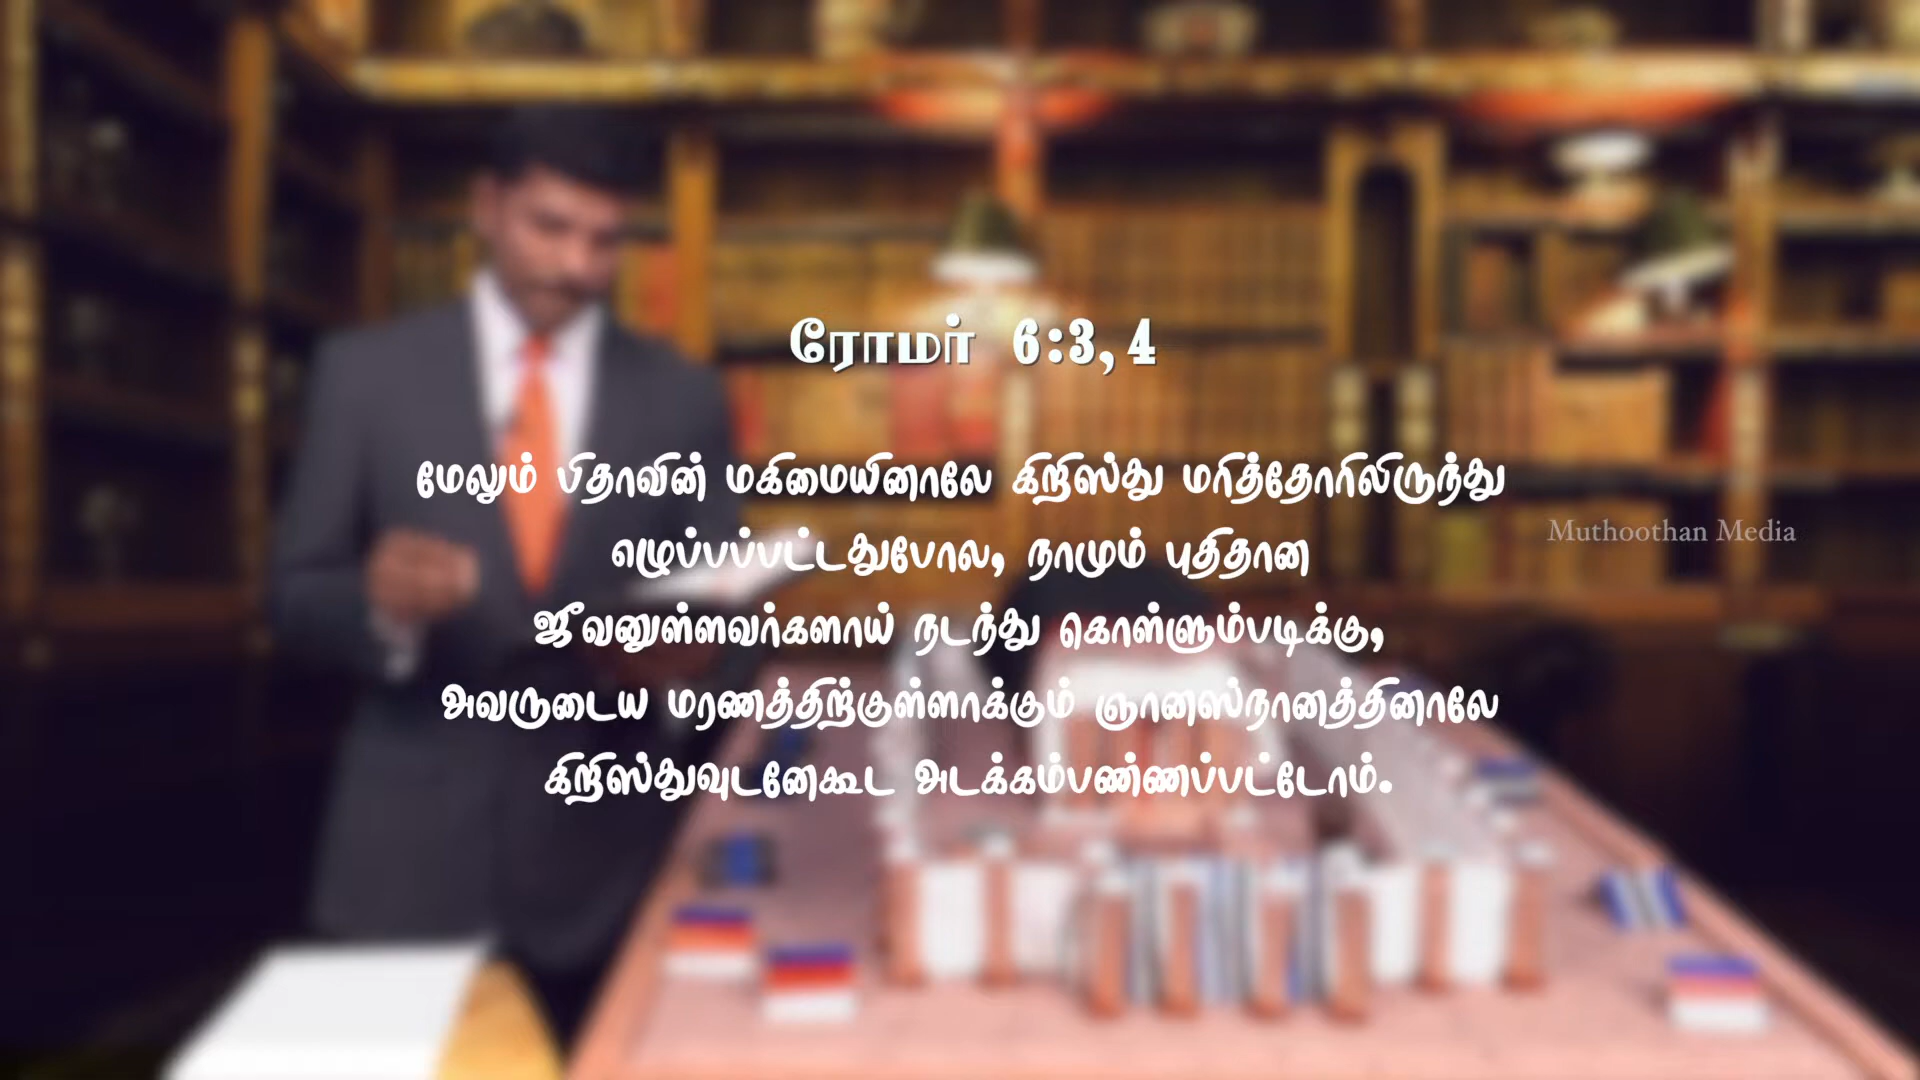 ரோமர் 6:3,4
மேலும் பிதாவின் மகிமையினாலே கிறிஸ்து மரித்தோரிலிருந்து
எழுப்பப்பட்டதுபோல, நாமும் புதிதான
Muthoothan Media
ஜீவனுள்ளவர்களாய் நடந்து கொள்ளும்படிக்கு,
அவருடைய மரணத்திற்குள்ளாக்கும் ஞானஸ்நானத்தினாலே
கிறிஸ்துவுடனேகூட அடக்கம்பண்ணப்பட்டோம்.